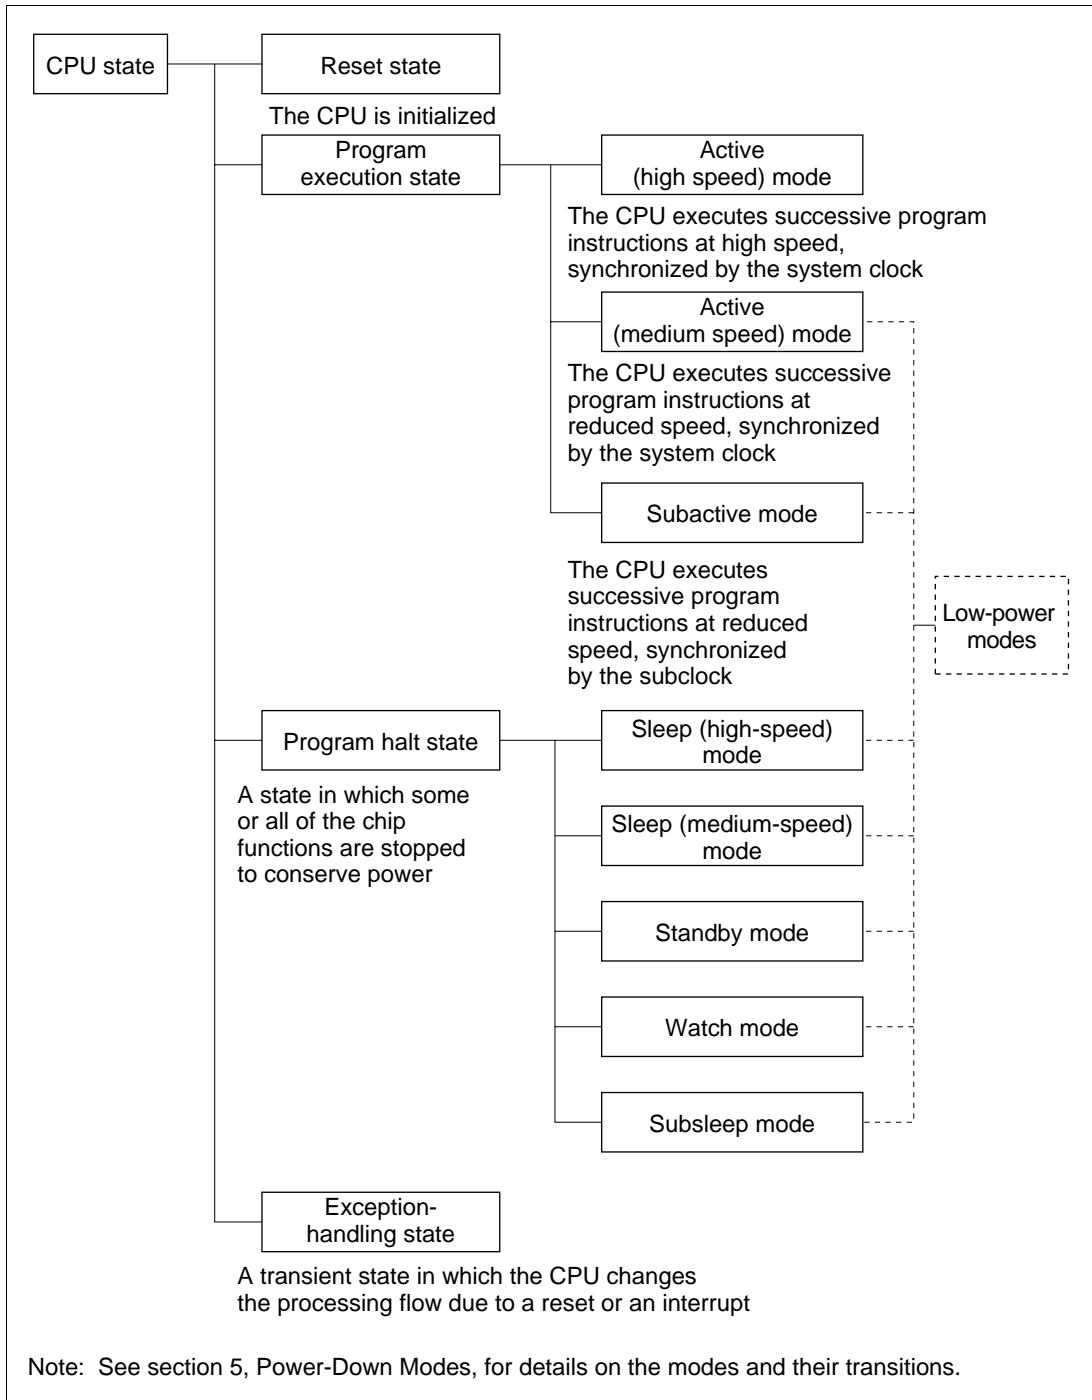 CPU state
Reset state
The CPU is initialized
Program
execution state
Active
(high speed) mode
The CPU executes successive program
instructions at high speed,
synchronized by the system clock
Active
(medium speed) mode
The CPU executes successive
program instructions at
reduced speed, synchronized
by the system clock
Subactive mode
The CPU executes
successive program
instructions at reduced
speed, synchronized
by the subclock
Low-power
modes
Program halt state
A state in which some
or all of the chip
functions are stopped
to conserve power
Sleep (high-speed)
mode
Sleep (medium-speed)
mode
Standby mode
Watch mode
Subsleep mode
Exception-
handling state
A transient state in which the CPU changes
the processing flow due to a reset or an interrupt
Note: See section 5, Power-Down Modes, for details on the modes and their transitions.